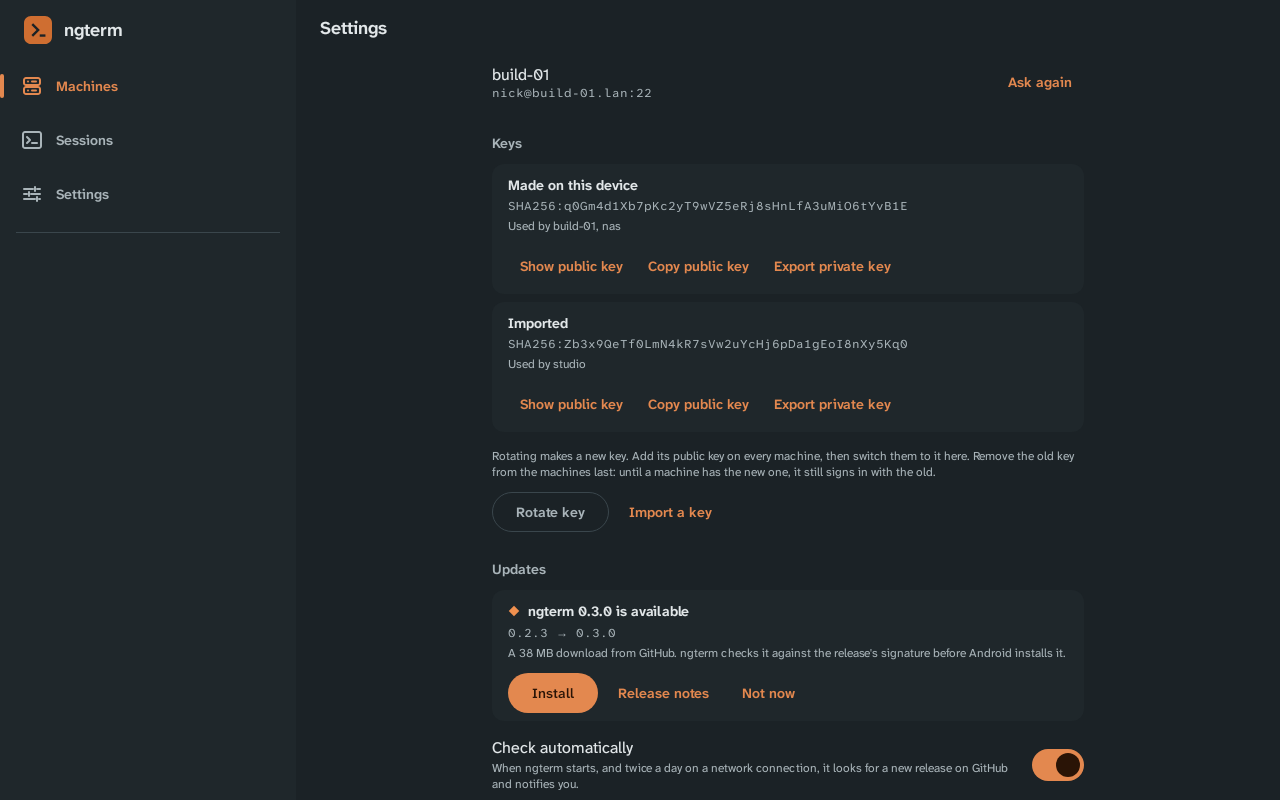 ngterm
Settings
Machines
Sessions
Settings
build-01
nick@build-01.lan:22
Ask again
Keys
Made on this device
SHA256:q0Gm4d1Xb7pKc2yT9wVZ5eRj8sHnLfA3uMiO6tYvB1E
Used by build-01, nas
Show public key
Copy public key
Export private key
Imported
SHA256:Zb3x9QeTf0LmN4kR7sVw2uYcHj6pDa1gEoI8nXy5Kq0
Used by studio
Show public key
Copy public key
Export private key
Rotating makes a new key. Add its public key on every machine, then switch them to it here. Remove the old key
from the machines last: until a machine has the new one, it still signs in with the old.
Rotate key
Import a key
Updates
ngterm 0.3.0 is available
0.2.3 → 0.3.0
A 38 MB download from GitHub. ngterm checks it against the release's signature before Android installs it.
Install
Release notes
Not now
Check automatically
When ngterm starts, and twice a day on a network connection, it looks for a new release on GitHub
and notifies you.